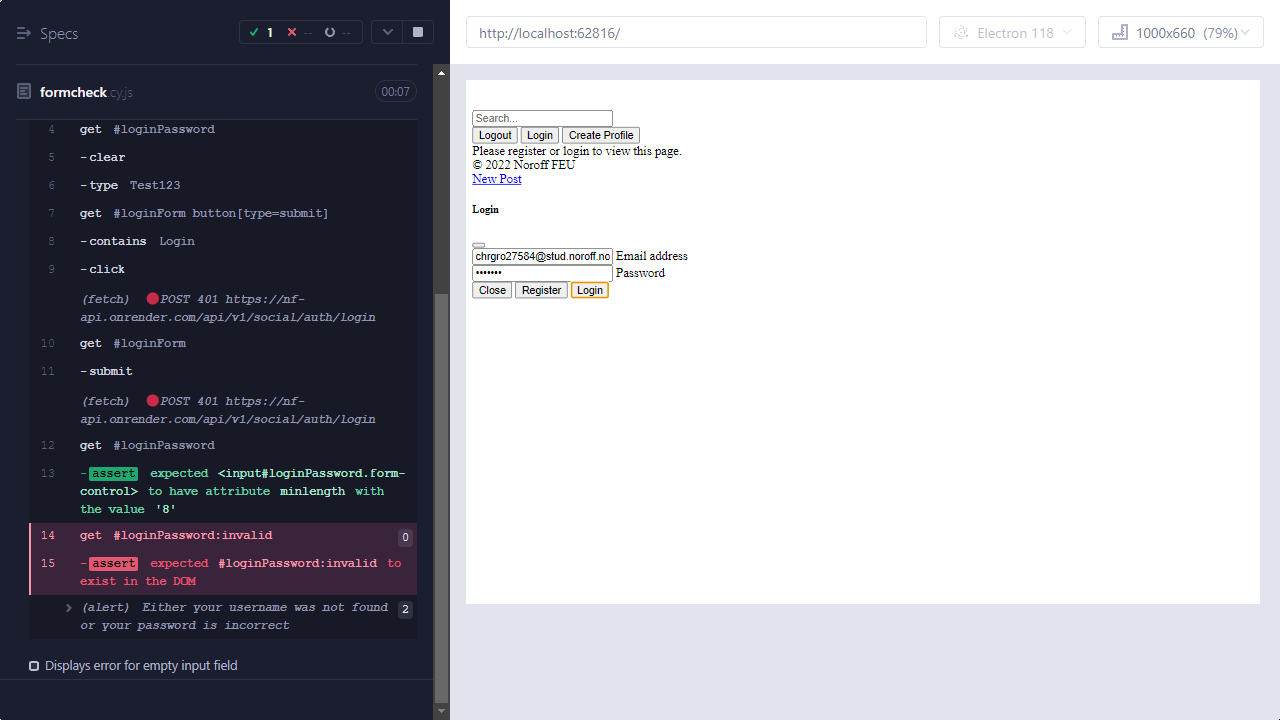 Specs
1
--
--
http://localhost:62816/
Electron 118
1000x660 (79%)
formcheck.cy.js
00:07
4 get #loginPassword
5 -clear
6 -type Test123
7 get #loginForm button[type=submit]
8 -contains Login
9 -click
(fetch) POST 401 https://nf-
api.onrender.com/api/v1/social/auth/login
10 get #loginForm
11 -submit
(fetch) POST 401 https://nf-
api.onrender.com/api/v1/social/auth/login
12 get #loginPassword
13 -assert expected <input#loginPassword.form-
control> to have attribute minlength with
the value '8'
14 get #loginPassword:invalid 0
15 -assert expected #loginPassword:invalid to
exist in the DOM
(alert) Either your username was not found 2
or your password is incorrect
Displays error for empty input field
Search...
Logout Login Create Profile
Please register or login to view this page.
© 2022 Noroff FEU
New Post
Login
chrgro27584@stud.noroff.no Email address
••••••• Password
Close Register Login